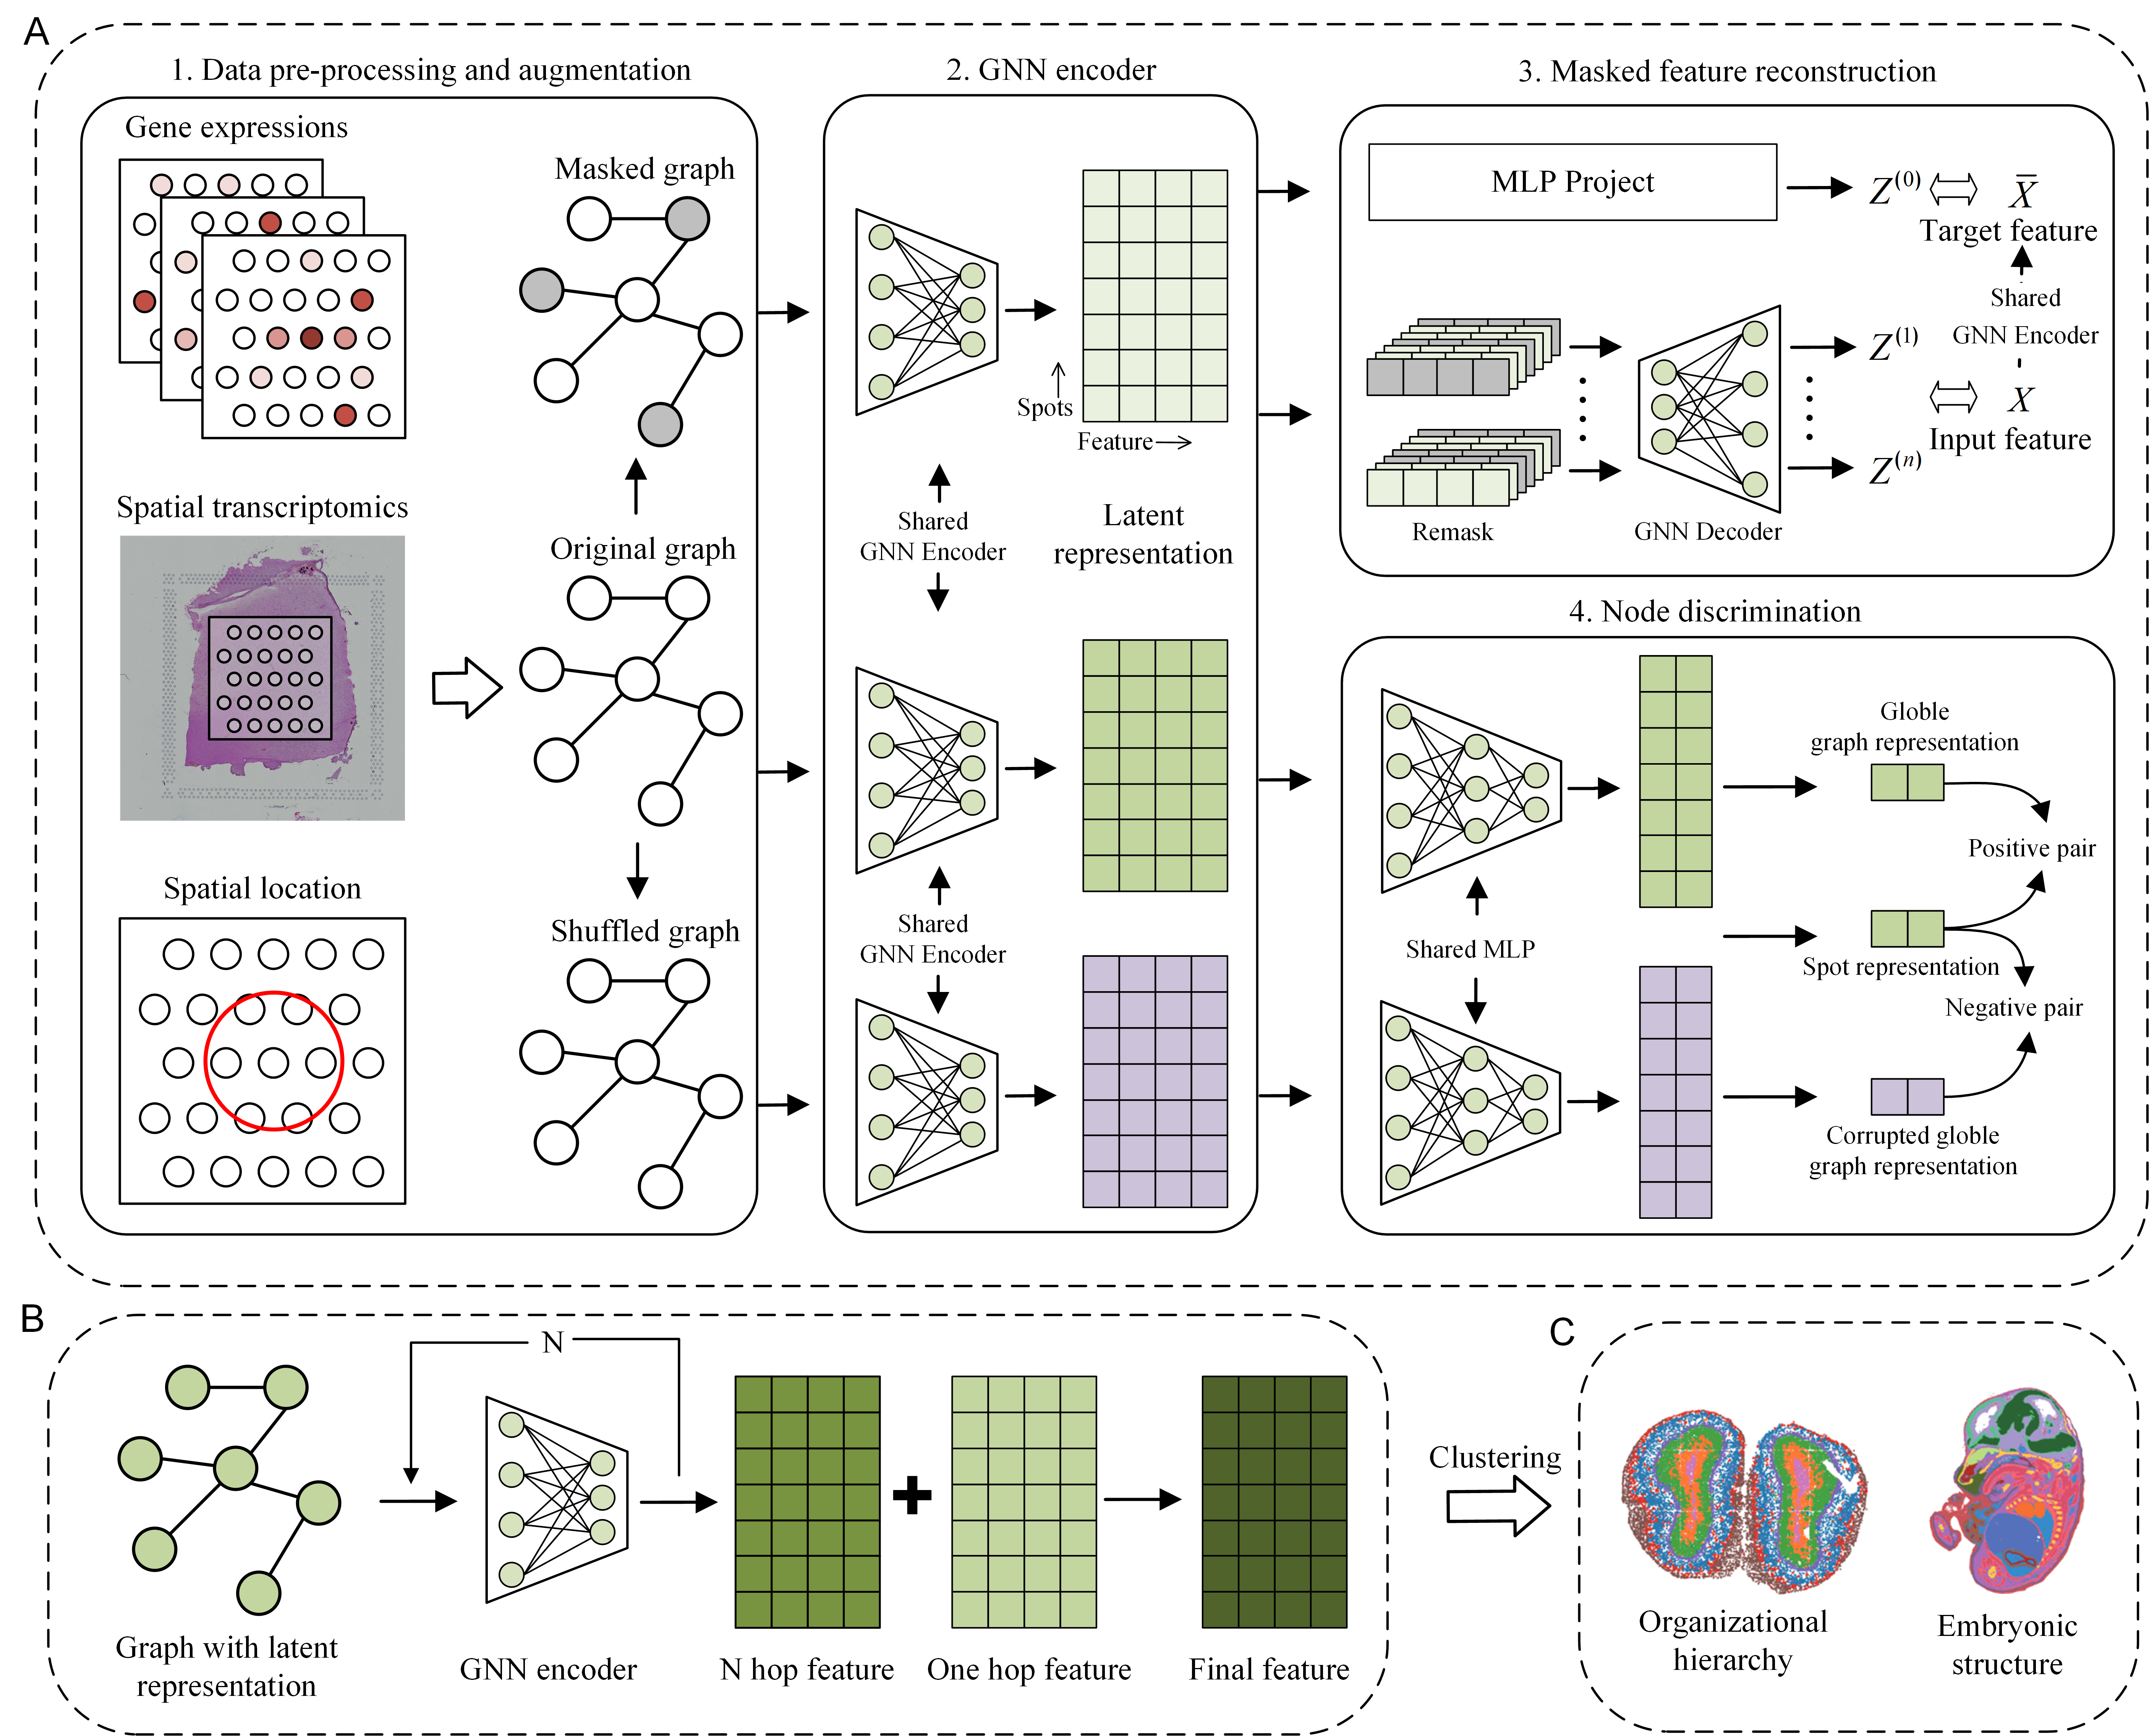 A
1. Data pre-processing and augmentation
Gene expressions
Masked graph
Spatial transcriptomics
Original graph
Spatial location
Shuffled graph
2. GNN encoder
Spots
Feature
Shared
GNN Encoder
Latent
representation
Shared
GNN Encoder
3. Masked feature reconstruction
MLP Project
Z^(0)
X̅
Target feature
Shared
GNN Encoder
Z^(1)
X
Input feature
Z^(n)
Remask
GNN Decoder
4. Node discrimination
Globle
graph representation
Positive pair
Shared MLP
Spot representation
Negative pair
Corrupted globle
graph representation
B
N
Graph with latent
representation
GNN encoder
N hop feature
+
One hop feature
Final feature
Clustering
C
Organizational
hierarchy
Embryonic
structure